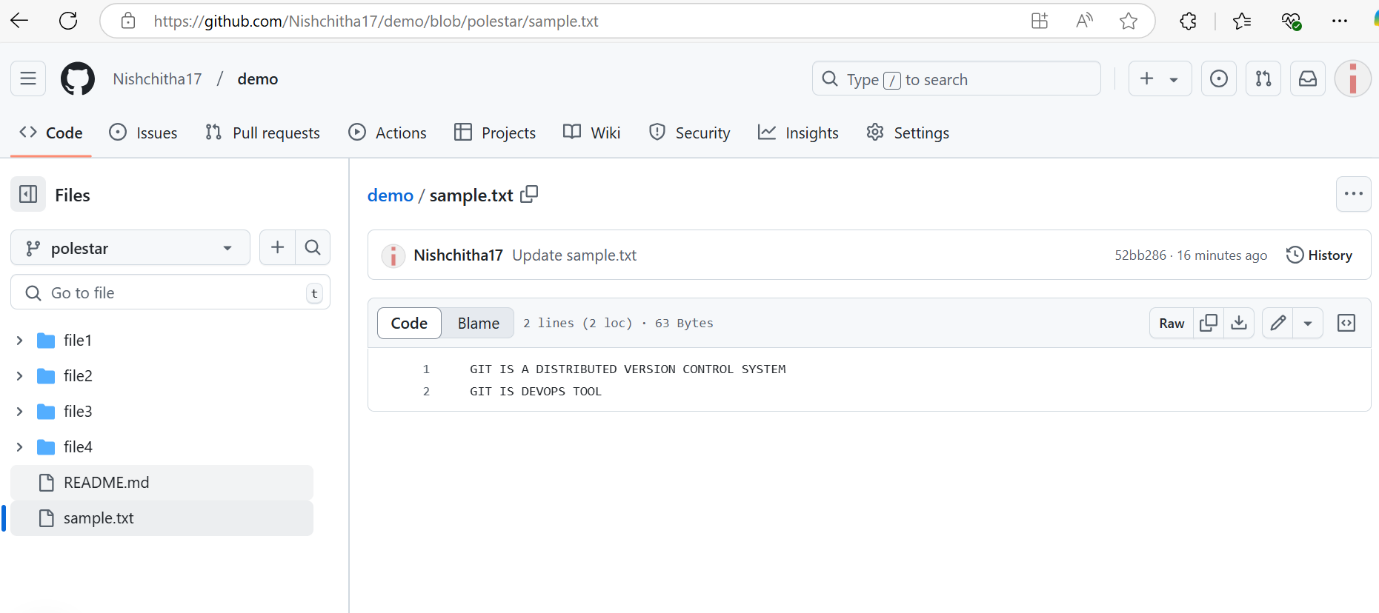 https://github.com/Nishchitha17/demo/blob/polestar/sample.txt
Nishchitha17 / demo
Type / to search
Code Issues Pull requests Actions Projects Wiki Security Insights Settings
Files
polestar
Go to file t
file1
file2
file3
file4
README.md
sample.txt
demo / sample.txt
Nishchitha17 Update sample.txt 52bb286 · 16 minutes ago History
Code Blame 2 lines (2 loc) · 63 Bytes Raw
1 GIT IS A DISTRIBUTED VERSION CONTROL SYSTEM
2 GIT IS DEVOPS TOOL